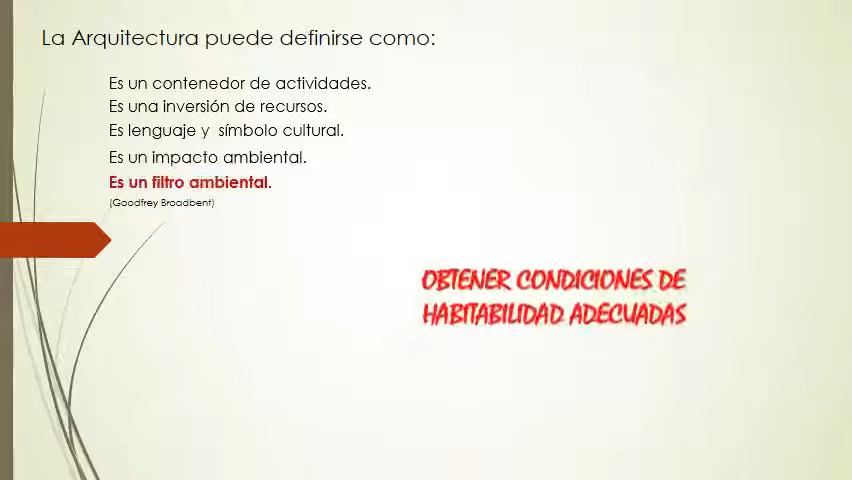 La Arquitectura puede definirse como:
Es un contenedor de actividades.
Es una inversión de recursos.
Es lenguaje y símbolo cultural.
Es un impacto ambiental.
Es un filtro ambiental.
(Goodfrey Broadbent)
OBTENER CONDICIONES DE
HABITABILIDAD ADECUADAS